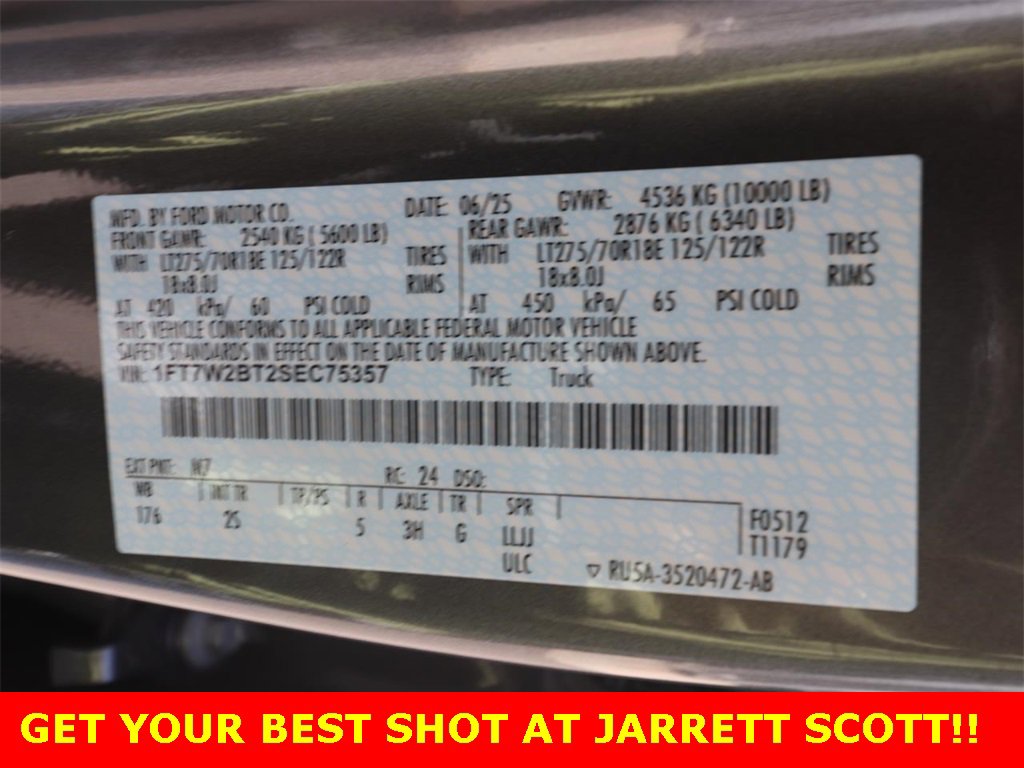 MFD. BY FORD MOTOR CO. DATE: 06/25 GVWR: 4536 KG (10000 LB)
FRONT GAWR: 2540 KG ( 5600 LB) REAR GAWR: 2876 KG ( 6340 LB)
WITH LT275/70R18E 125/122R TIRES WITH LT275/70R18E 125/122R TIRES
18x8.0J RIMS 18x8.0J RIMS
AT 420 kPa/ 60 PSI COLD AT 450 kPa/ 65 PSI COLD
THIS VEHICLE CONFORMS TO ALL APPLICABLE FEDERAL MOTOR VEHICLE
SAFETY STANDARDS IN EFFECT ON THE DATE OF MANUFACTURE SHOWN ABOVE.
VIN: 1FT7W2BT2SEC75357 TYPE: Truck
EXT PNT: N7 RC: 24 DSO:
WB INT TR TP/PS R AXLE TR SPR
176 2S 5 3H G LLJJ F0512
ULC T1179
RU5A-3520472-AB
GET YOUR BEST SHOT AT JARRETT SCOTT!!